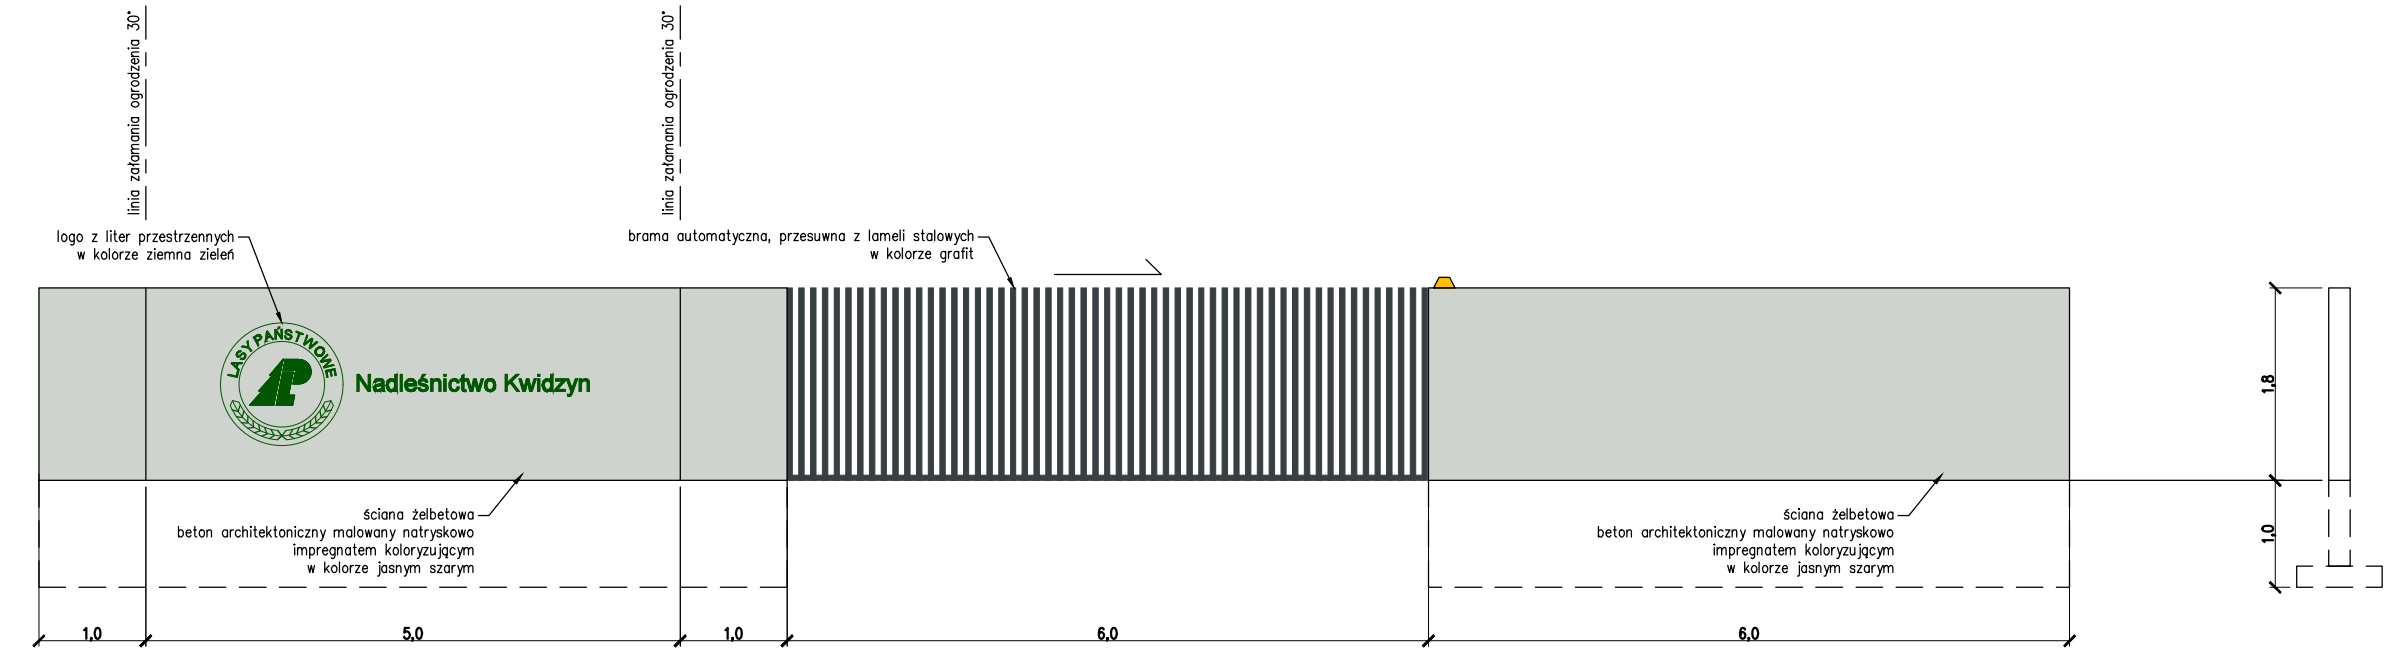 linia załamania ogrodzenia 30°
linia załamania ogrodzenia 30°
logo z liter przestrzennych
w kolorze ziemna zieleń
brama automatyczna, przesuwna z lameli stalowych
w kolorze grafit
LASY PAŃSTWOWE
Nadleśnictwo Kwidzyn
1,8
ściana żelbetowa
beton architektoniczny malowany natryskowo
impregnatem koloryzującym
w kolorze jasnym szarym
ściana żelbetowa
beton architektoniczny malowany natryskowo
impregnatem koloryzującym
w kolorze jasnym szarym
1,0
1,0
5,0
1,0
6,0
6,0